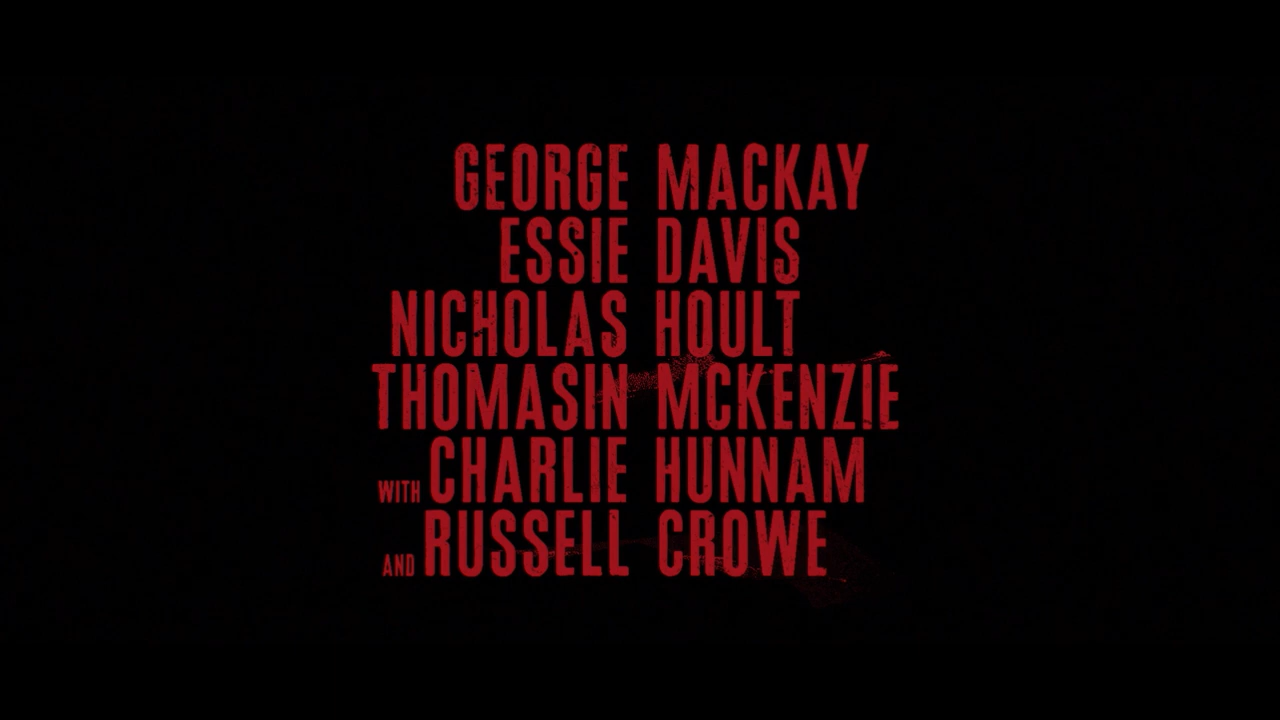 GEORGE MACKAY
ESSIE DAVIS
NICHOLAS HOULT
THOMASIN MCKENZIE
WITH CHARLIE HUNNAM
AND RUSSELL CROWE